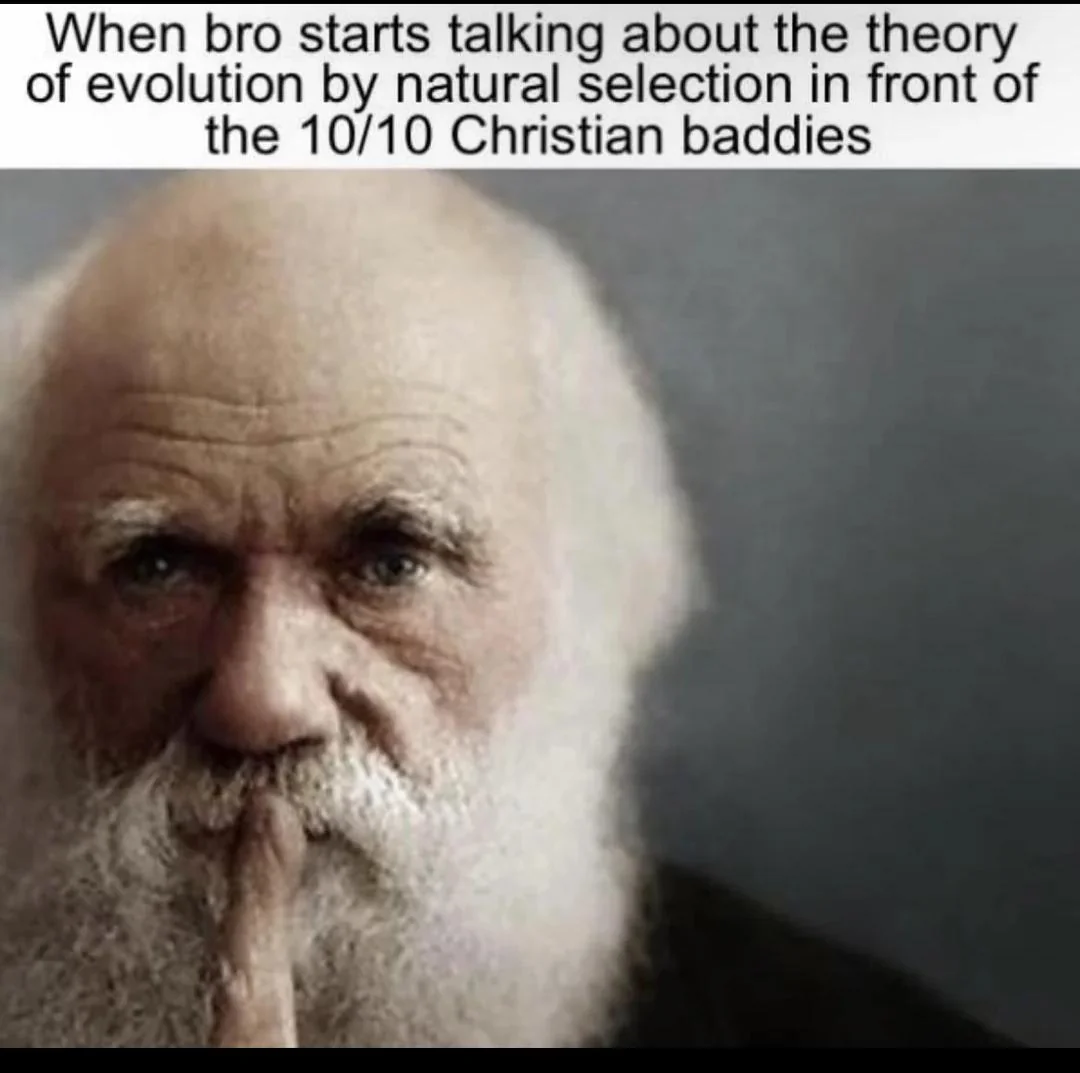 When bro starts talking about the theory
of evolution by natural selection in front of
the 10/10 Christian baddies